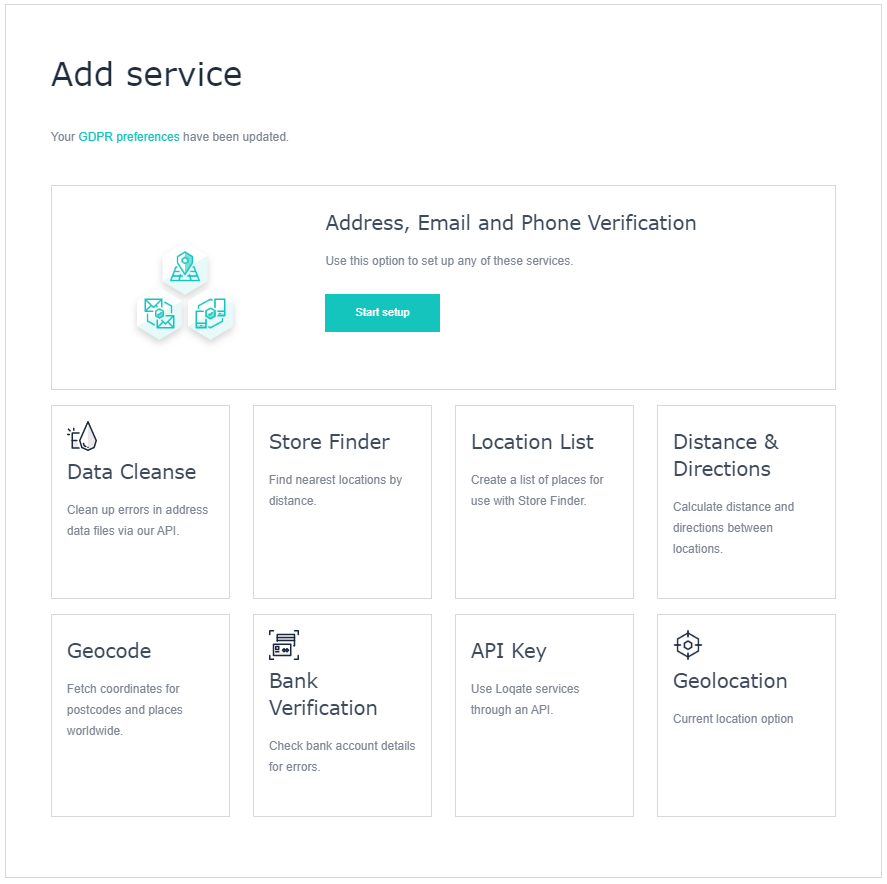 Add service
Your GDPR preferences have been updated.
Address, Email and Phone Verification
Use this option to set up any of these services.
Start setup
Data Cleanse
Clean up errors in address
data files via our API.
Store Finder
Find nearest locations by
distance.
Location List
Create a list of places for
use with Store Finder.
Distance &
Directions
Calculate distance and
directions between
locations.
Geocode
Fetch coordinates for
postcodes and places
worldwide.
Bank
Verification
Check bank account details
for errors.
API Key
Use Loqate services
through an API.
Geolocation
Current location option